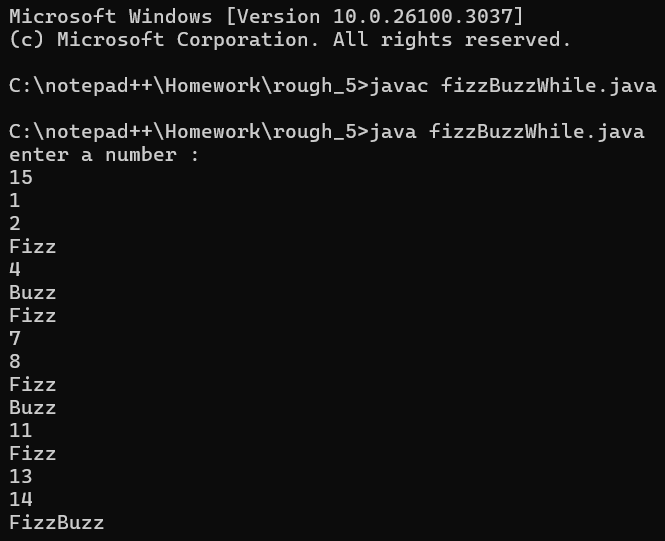 Microsoft Windows [Version 10.0.26100.3037]
(c) Microsoft Corporation. All rights reserved.
C:\notepad++\Homework\rough_5>javac fizzBuzzWhile.java
C:\notepad++\Homework\rough_5>java fizzBuzzWhile.java
enter a number :
15
1
2
Fizz
4
Buzz
Fizz
7
8
Fizz
Buzz
11
Fizz
13
14
FizzBuzz